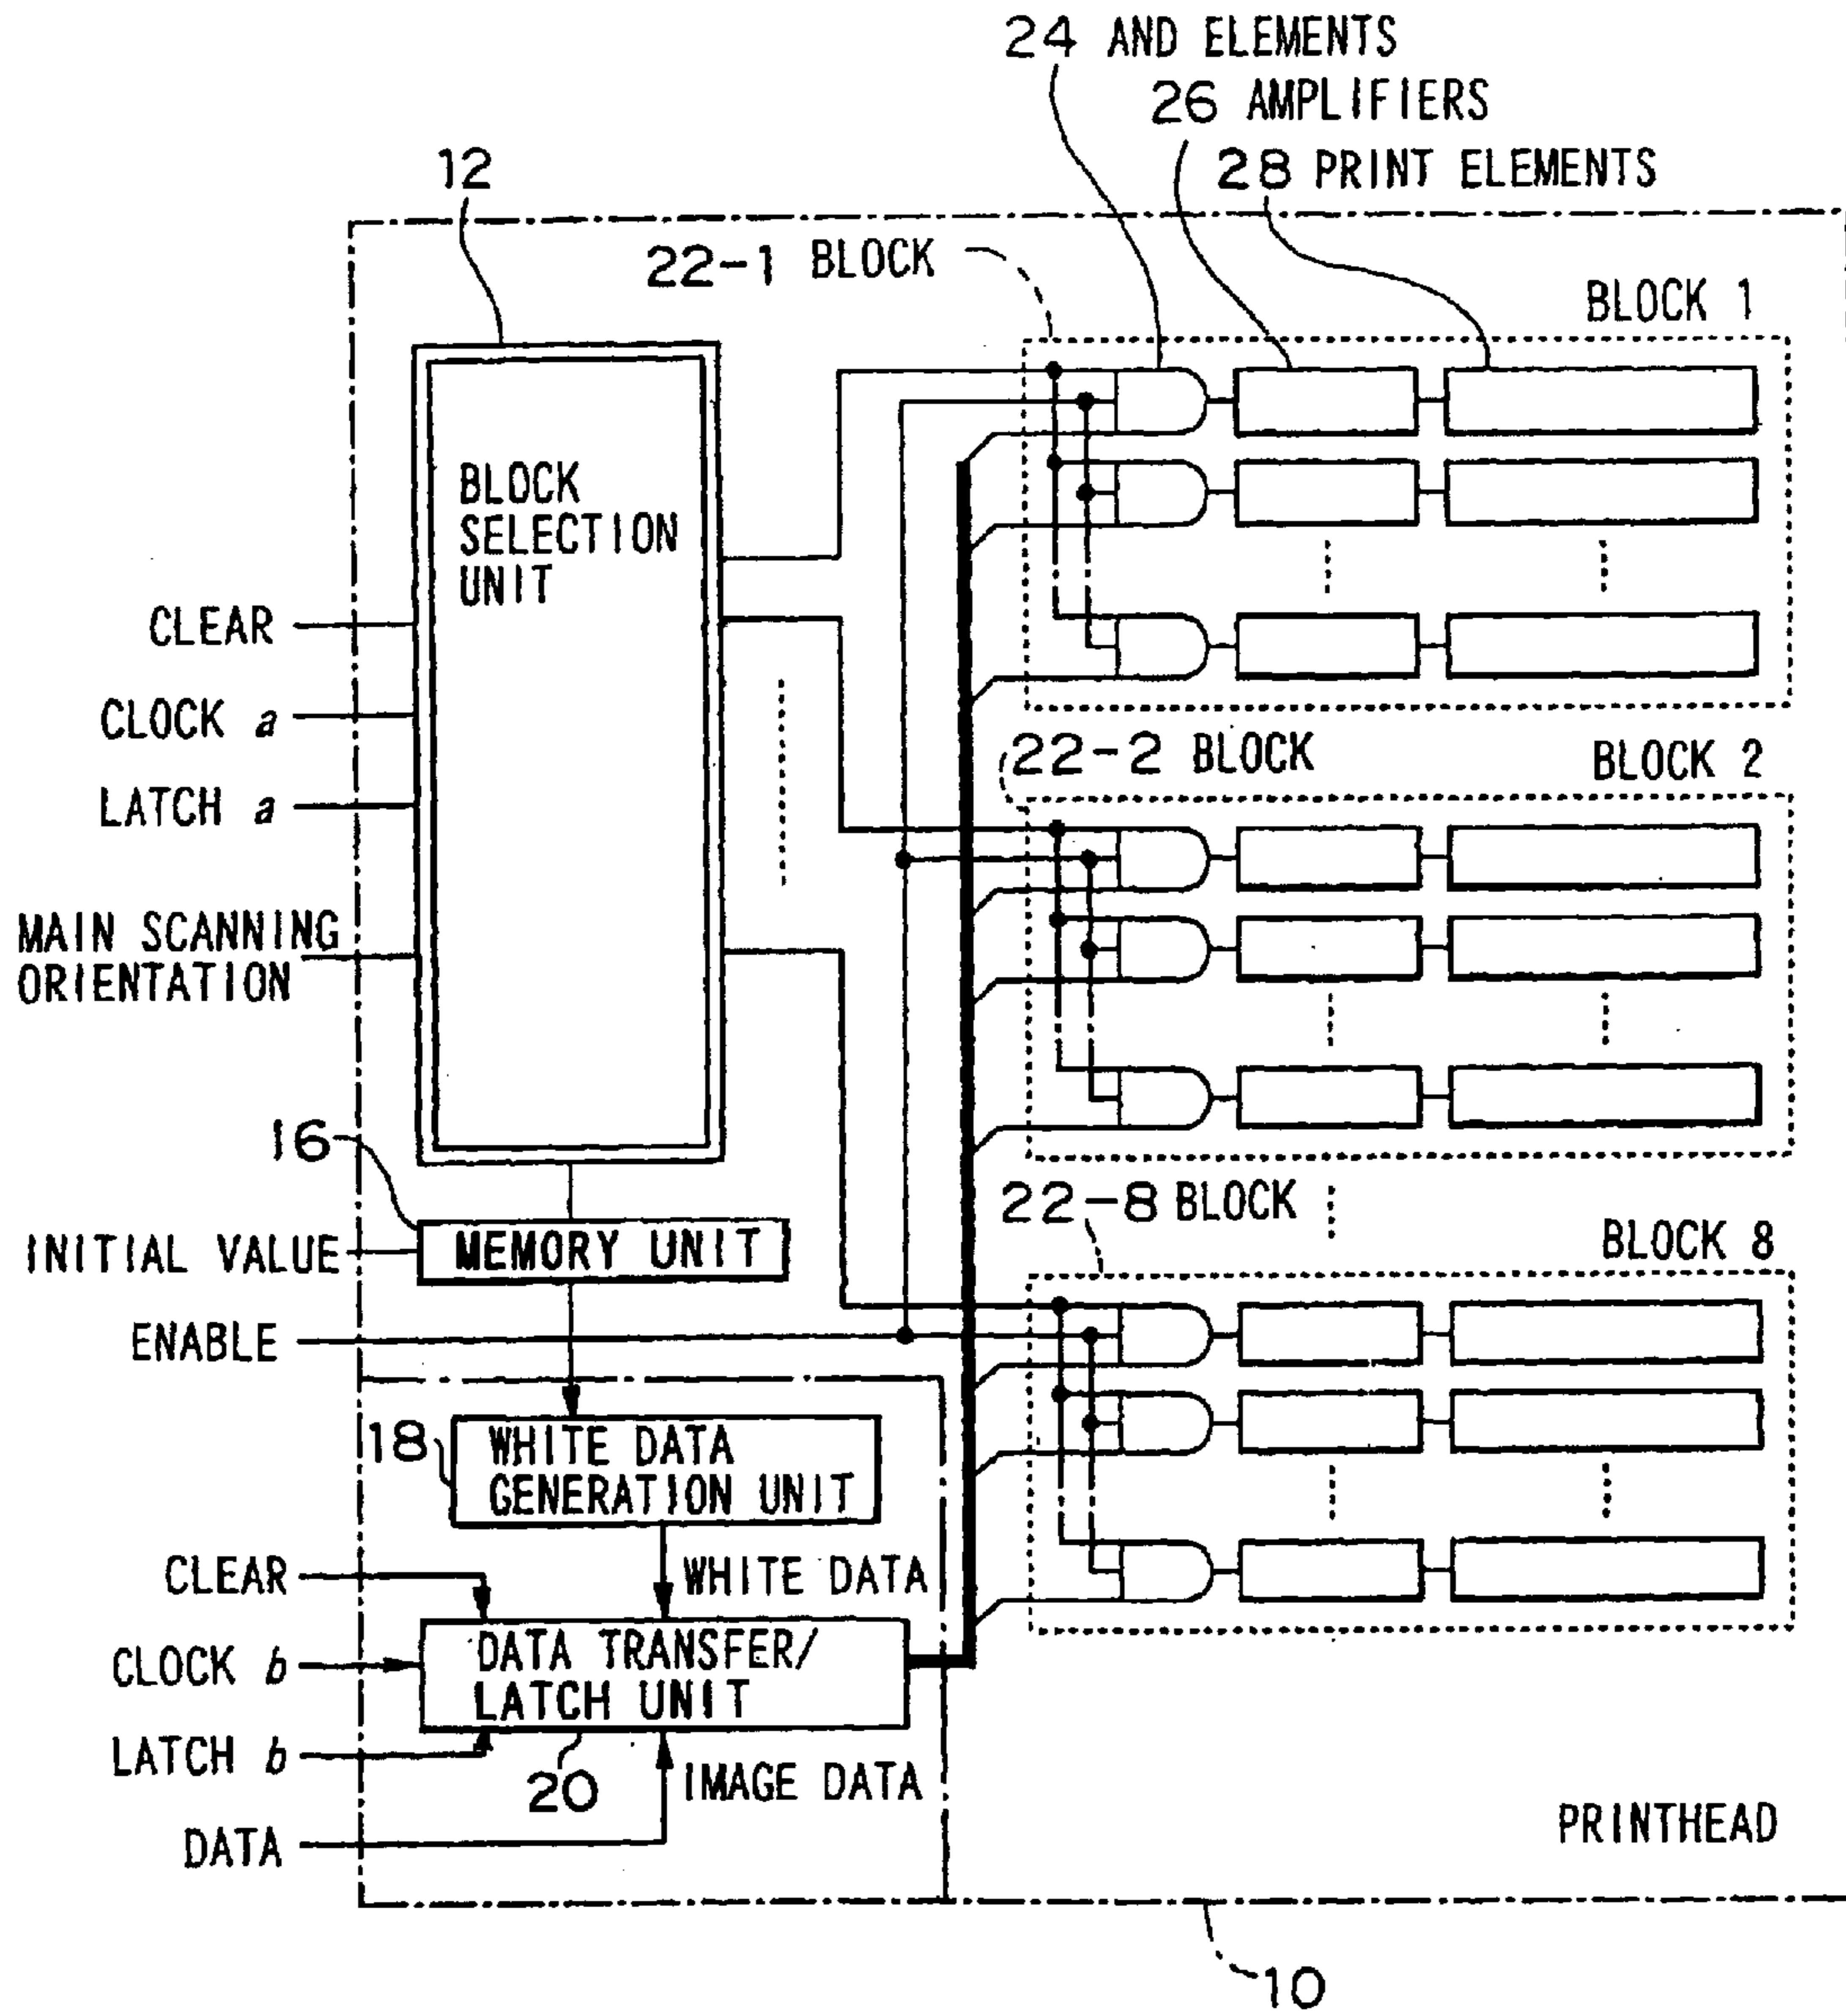 24 AND ELEMENTS
26 AMPLIFIERS
28 PRINT ELEMENTS
12
22-1 BLOCK
BLOCK 1
BLOCK
SELECTION
UNIT
CLEAR
CLOCK a
LATCH a
22-2 BLOCK
BLOCK 2
MAIN SCANNING
ORIENTATION
16
22-8 BLOCK
INITIAL VALUE
MEMORY UNIT
BLOCK 8
ENABLE
18
WHITE DATA
GENERATION UNIT
CLEAR
WHITE DATA
CLOCK b
DATA TRANSFER/
LATCH UNIT
LATCH b
20
IMAGE DATA
DATA
PRINTHEAD
10